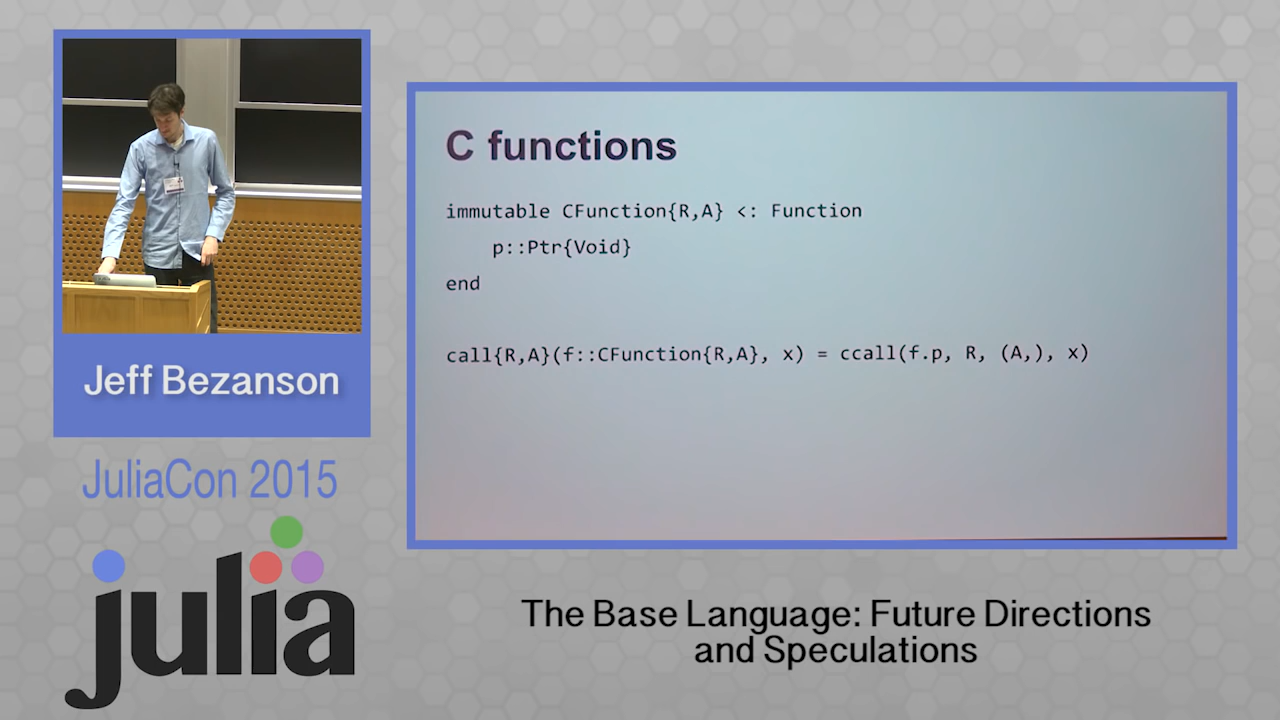 Jeff Bezanson
JuliaCon 2015
julia
C functions
immutable CFunction{R,A} <: Function
p::Ptr{Void}
end
call{R,A}(f::CFunction{R,A}, x) = ccall(f.p, R, (A,), x)
The Base Language: Future Directions
and Speculations